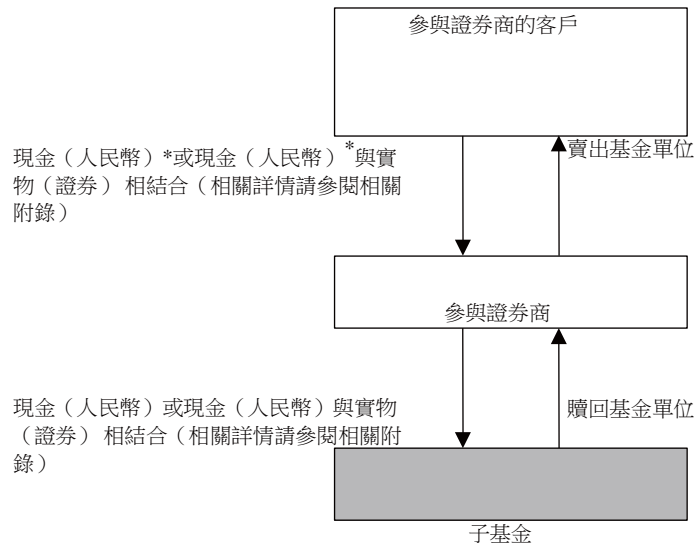 參與證券商的客戶
現金（人民幣）*或現金（人民幣）*與實
物（證券） 相結合（相關詳情請參閱相關
附錄）
賣出基金單位
參與證券商
現金（人民幣）或現金（人民幣）與實物
（證券） 相結合（相關詳情請參閱相關附
錄）
贖回基金單位
子基金